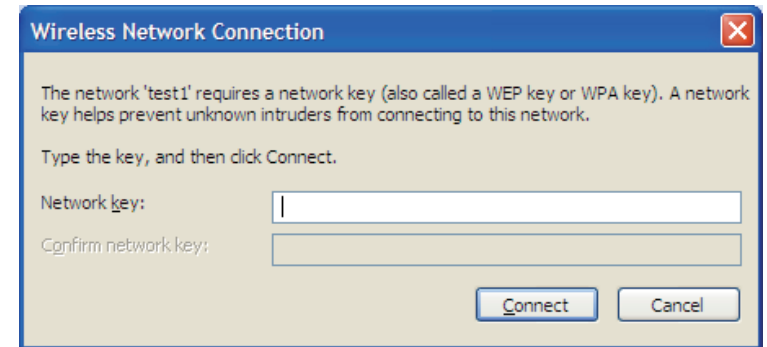 Wireless Network Connection
The network 'test1' requires a network key (also called a WEP key or WPA key). A network
key helps prevent unknown intruders from connecting to this network.
Type the key, and then click Connect.
Network key:
Confirm network key:
Connect Cancel